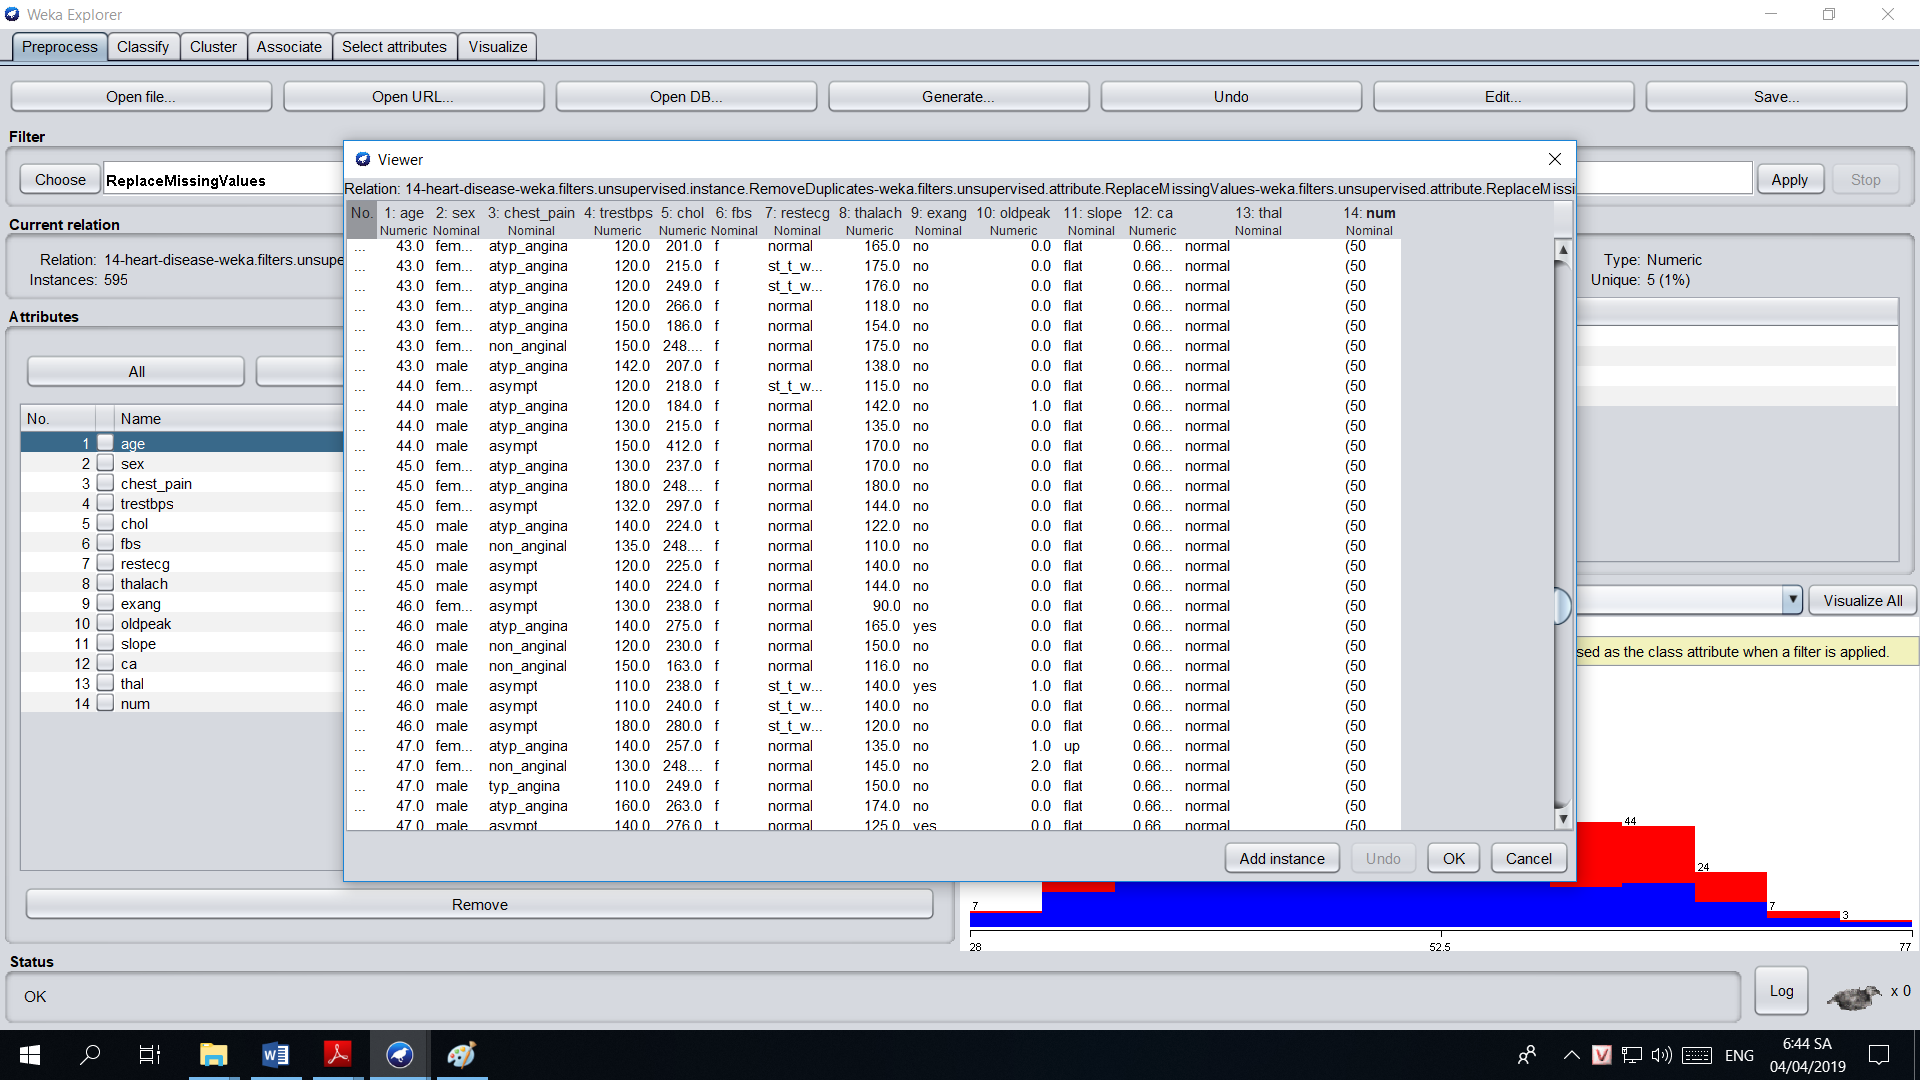 Weka Explorer
Preprocess Classify Cluster Associate Select attributes Visualize
Open file... Open URL... Open DB... Generate... Undo Edit... Save...
Filter
Choose ReplaceMissingValues Apply Stop
Current relation
Relation: 14-heart-disease-weka.filters.unsupe
Instances: 595
Type: Numeric
Unique: 5 (1%)
Attributes
All
No. Name
1 age
2 sex
3 chest_pain
4 trestbps
5 chol
6 fbs
7 restecg
8 thalach
9 exang
10 oldpeak
11 slope
12 ca
13 thal
14 num
Remove
Viewer
Relation: 14-heart-disease-weka.filters.unsupervised.instance.RemoveDuplicates-weka.filters.unsupervised.attribute.ReplaceMissingValues-weka.filters.unsupervised.attribute.ReplaceMissi
No. 1: age 2: sex 3: chest_pain 4: trestbps 5: chol 6: fbs 7: restecg 8: thalach 9: exang 10: oldpeak 11: slope 12: ca 13: thal 14: num
Numeric Nominal Nominal Numeric Numeric Nominal Nominal Numeric Nominal Numeric Nominal Numeric Nominal Nominal
... 43.0 fem... atyp_angina 120.0 201.0 f normal 165.0 no 0.0 flat 0.66... normal (50
... 43.0 fem... atyp_angina 120.0 215.0 f st_t_w... 175.0 no 0.0 flat 0.66... normal (50
... 43.0 fem... atyp_angina 120.0 249.0 f st_t_w... 176.0 no 0.0 flat 0.66... normal (50
... 43.0 fem... atyp_angina 120.0 266.0 f normal 118.0 no 0.0 flat 0.66... normal (50
... 43.0 fem... atyp_angina 150.0 186.0 f normal 154.0 no 0.0 flat 0.66... normal (50
... 43.0 fem... non_anginal 150.0 248.... f normal 175.0 no 0.0 flat 0.66... normal (50
... 43.0 male atyp_angina 142.0 207.0 f normal 138.0 no 0.0 flat 0.66... normal (50
... 44.0 fem... asympt 120.0 218.0 f st_t_w... 115.0 no 0.0 flat 0.66... normal (50
... 44.0 male atyp_angina 120.0 184.0 f normal 142.0 no 1.0 flat 0.66... normal (50
... 44.0 male atyp_angina 130.0 215.0 f normal 135.0 no 0.0 flat 0.66... normal (50
... 44.0 male asympt 150.0 412.0 f normal 170.0 no 0.0 flat 0.66... normal (50
... 45.0 fem... atyp_angina 130.0 237.0 f normal 170.0 no 0.0 flat 0.66... normal (50
... 45.0 fem... atyp_angina 180.0 248.... f normal 180.0 no 0.0 flat 0.66... normal (50
... 45.0 fem... asympt 132.0 297.0 f normal 144.0 no 0.0 flat 0.66... normal (50
... 45.0 male atyp_angina 140.0 224.0 t normal 122.0 no 0.0 flat 0.66... normal (50
... 45.0 male non_anginal 135.0 248.... f normal 110.0 no 0.0 flat 0.66... normal (50
... 45.0 male asympt 120.0 225.0 f normal 140.0 no 0.0 flat 0.66... normal (50
... 45.0 male asympt 140.0 224.0 f normal 144.0 no 0.0 flat 0.66... normal (50
... 46.0 fem... asympt 130.0 238.0 f normal 90.0 no 0.0 flat 0.66... normal (50
... 46.0 male atyp_angina 140.0 275.0 f normal 165.0 yes 0.0 flat 0.66... normal (50
... 46.0 male non_anginal 120.0 230.0 f normal 150.0 no 0.0 flat 0.66... normal (50
... 46.0 male non_anginal 150.0 163.0 f normal 116.0 no 0.0 flat 0.66... normal (50
... 46.0 male asympt 110.0 238.0 f st_t_w... 140.0 yes 1.0 flat 0.66... normal (50
... 46.0 male asympt 110.0 240.0 f st_t_w... 140.0 no 0.0 flat 0.66... normal (50
... 46.0 male asympt 180.0 280.0 f st_t_w... 120.0 no 0.0 flat 0.66... normal (50
... 47.0 fem... atyp_angina 140.0 257.0 f normal 135.0 no 1.0 up 0.66... normal (50
... 47.0 fem... non_anginal 130.0 248.... f normal 145.0 no 2.0 flat 0.66... normal (50
... 47.0 male typ_angina 110.0 249.0 f normal 150.0 no 0.0 flat 0.66... normal (50
... 47.0 male atyp_angina 160.0 263.0 f normal 174.0 no 0.0 flat 0.66... normal (50
47.0 male asympt 140.0 276.0 t normal 125.0 yes 0.0 flat 0.66 normal (50
Add instance Undo OK Cancel
Visualize All
sed as the class attribute when a filter is applied.
44
24
7
7
3
28 52.5 77
Status
OK
Log x 0
ENG
6:44 SA
04/04/2019